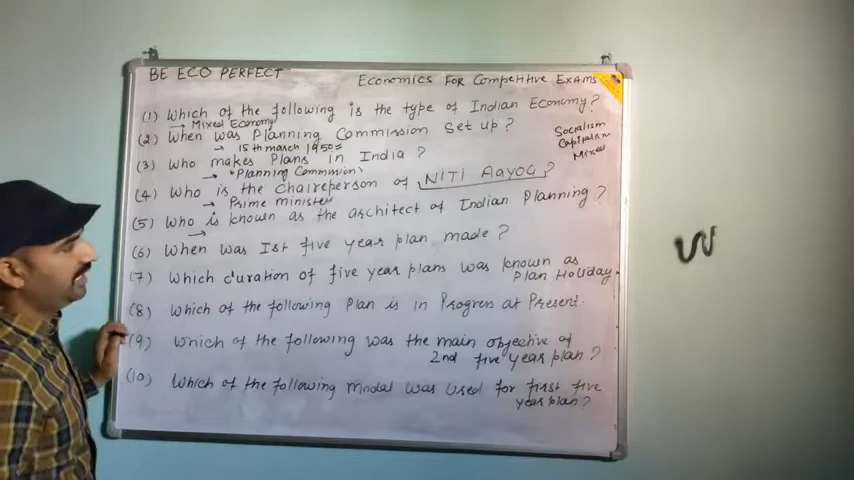 BE ECO PERFECT
Economics For Competitive Exams
(1) Which of the following is the type of Indian Economy?
→ Mixed Economy
Socialism
Capitalism
Mixed
(2) When was Planning Commission Set up?
→ 15th march 1950
(3) Who makes Plans in India?
→ "Planning Commission"
(4) Who is the chaireperson of NITI Aayog?
→ Prime minister
(5) Who is known as the architect of Indian Planning?
→
(6) When was Ist five year plan made?
(7) Which duration of five year plans was known as
Plan Holiday.
(8) Which of the following Plan is in Progress at Present.
(9) Which of the following was the main objective of
2nd five year plan?
(10) Which of the following modal was used for first five
year plan?